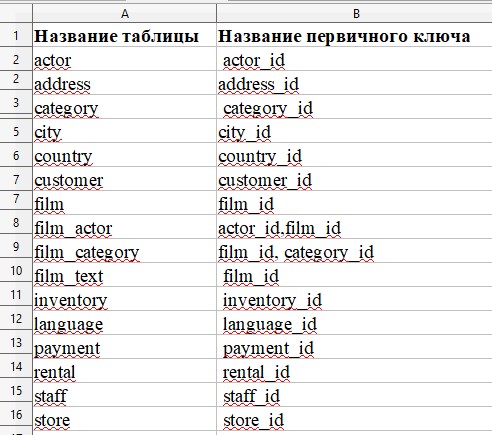 A B
1 Название таблицы Название первичного ключа
2 actor actor_id
2 address address_id
3 category category_id
5 city city_id
6 country country_id
7 customer customer_id
7 film film_id
8 film_actor actor_id,film_id
9 film_category film_id, category_id
10 film_text film_id
11 inventory inventory_id
12 language language_id
13 payment payment_id
14 rental rental_id
15 staff staff_id
16 store store_id